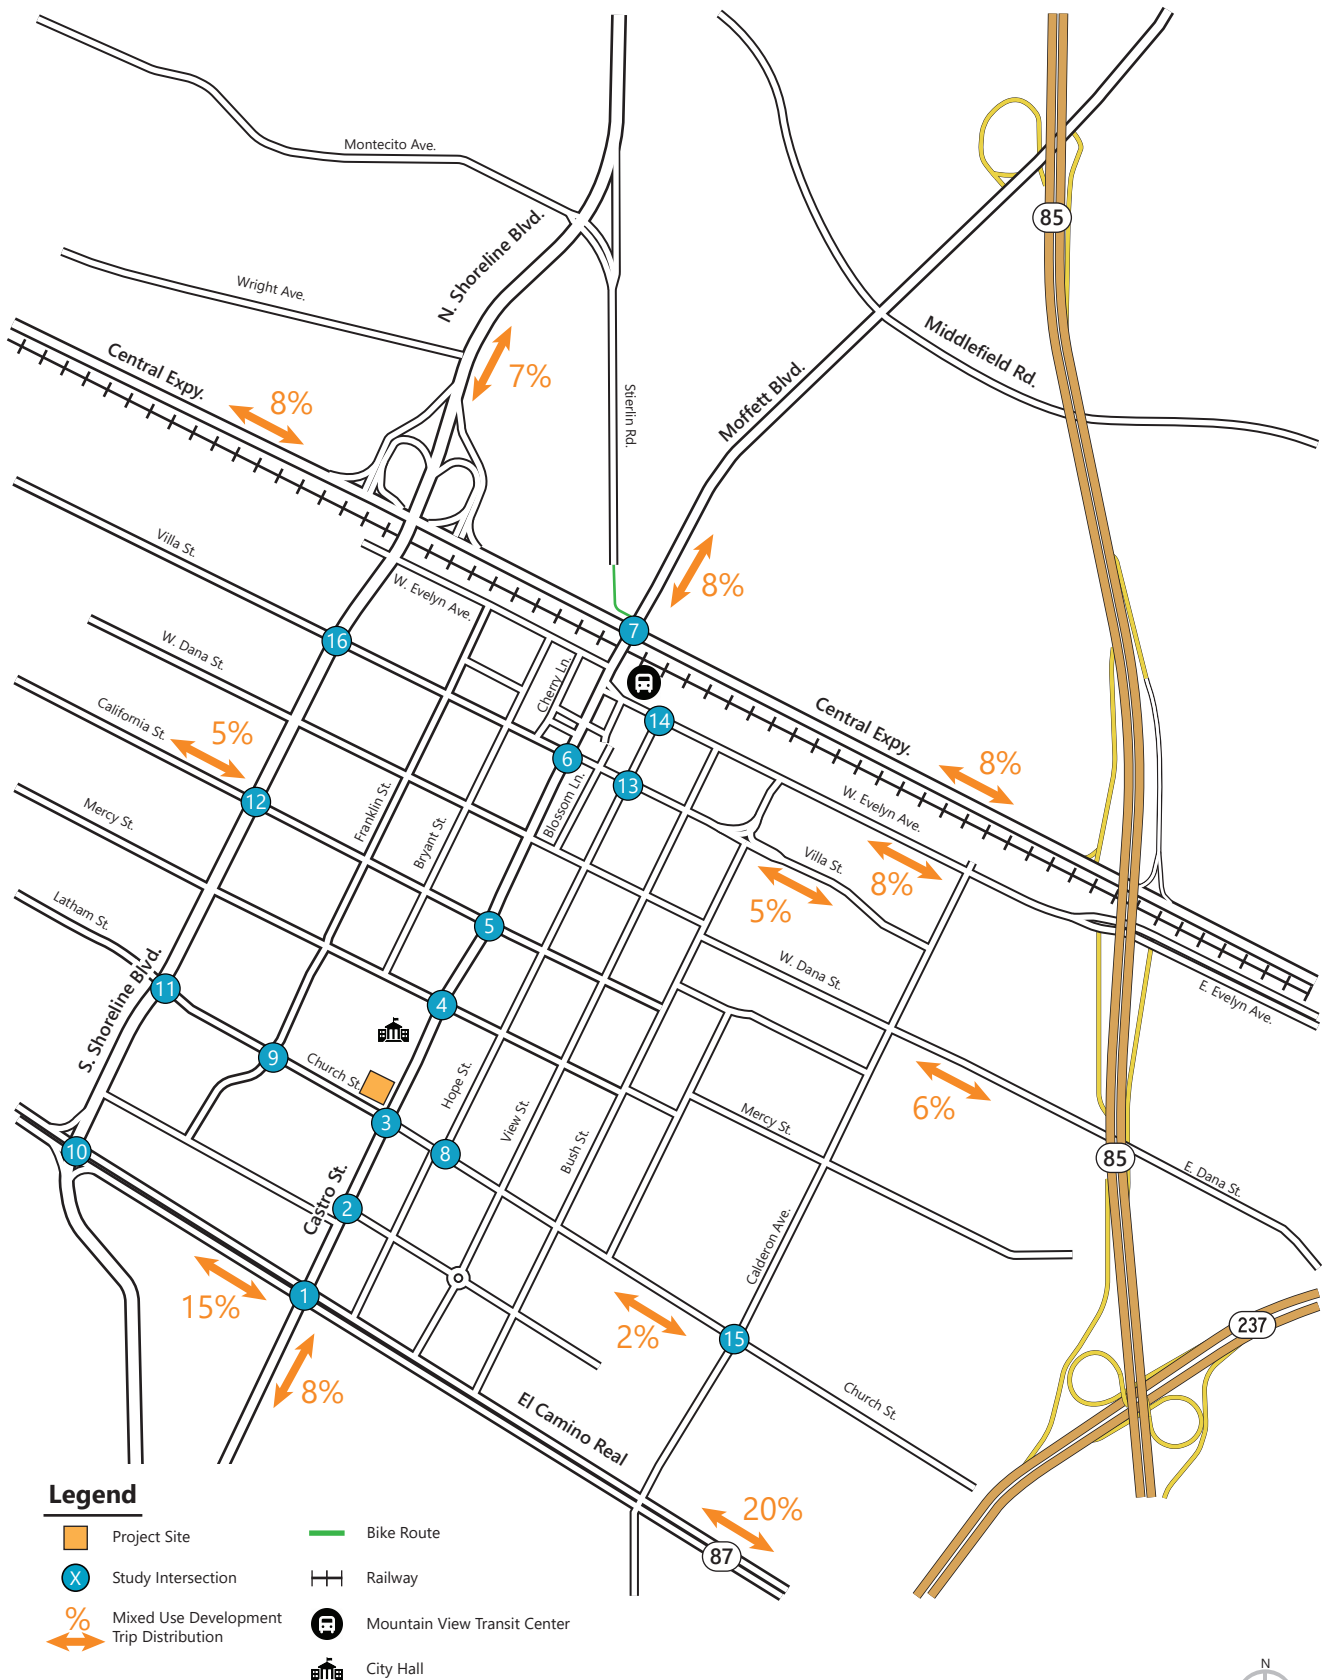 Montecito Ave.
N. Shoreline Blvd.
85
Wright Ave.
Central Expy.
7%
8%
Middlefield Rd.
Moffett Blvd.
Stierlin Rd.
Villa St.
W. Evelyn Ave.
8%
7
16
W. Dana St.
Cherry Ln.
California St.
5%
14
Central Expy.
6
13
8%
12
Mercy St.
Franklin St.
Bryant St.
Blossom Ln.
W. Evelyn Ave.
Villa St.
8%
5%
Latham St.
5
W. Dana St.
11
S. Shoreline Blvd.
4
E. Evelyn Ave.
9
Church St.
Hope St.
View St.
6%
Mercy St.
3
10
8
Bush St.
85
E. Dana St.
Castro St.
2
Calderon Ave.
15%
1
2%
15
237
8%
El Camino Real
Church St.
20%
87
Legend
Project Site
Bike Route
X
Study Intersection
Railway
%
Mixed Use Development
Trip Distribution
Mountain View Transit Center
City Hall
N